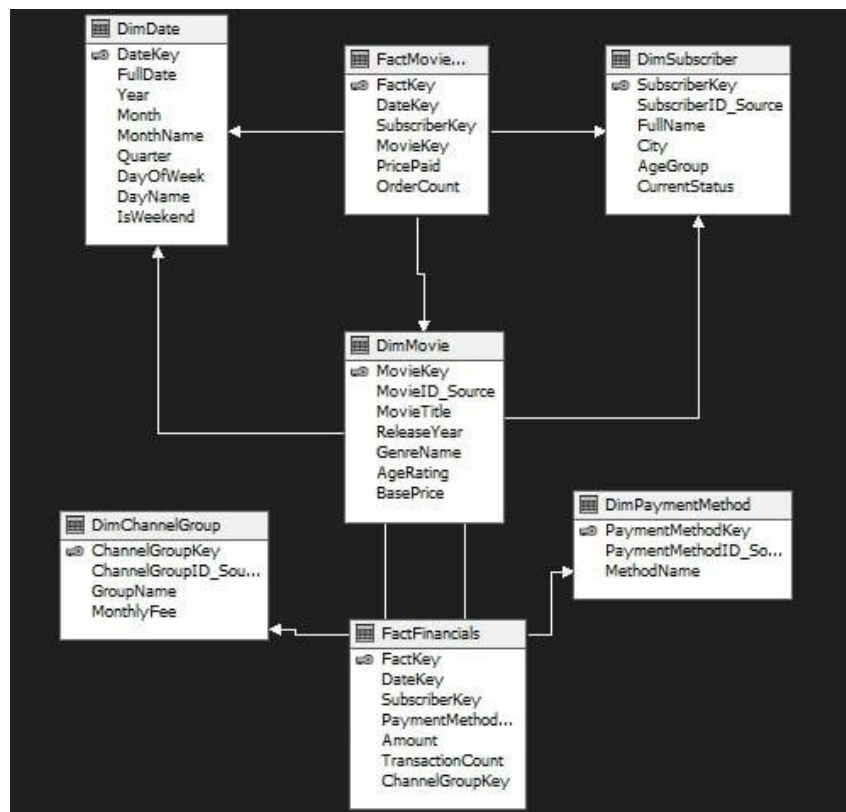 DimDate
DateKey
FullDate
Year
Month
MonthName
Quarter
DayOfWeek
DayName
IsWeekend
FactMovie...
FactKey
DateKey
SubscriberKey
MovieKey
PricePaid
OrderCount
DimSubscriber
SubscriberKey
SubscriberID_Source
FullName
City
AgeGroup
CurrentStatus
DimMovie
MovieKey
MovieID_Source
MovieTitle
ReleaseYear
GenreName
AgeRating
BasePrice
DimChannelGroup
ChannelGroupKey
ChannelGroupID_Sou...
GroupName
MonthlyFee
DimPaymentMethod
PaymentMethodKey
PaymentMethodID_So...
MethodName
FactFinancials
FactKey
DateKey
SubscriberKey
PaymentMethod...
Amount
TransactionCount
ChannelGroupKey